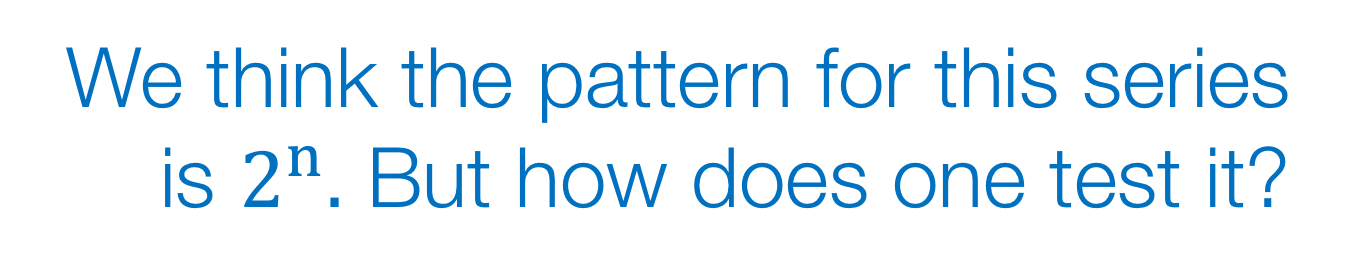 We think the pattern for this series
is 2ⁿ. But how does one test it?